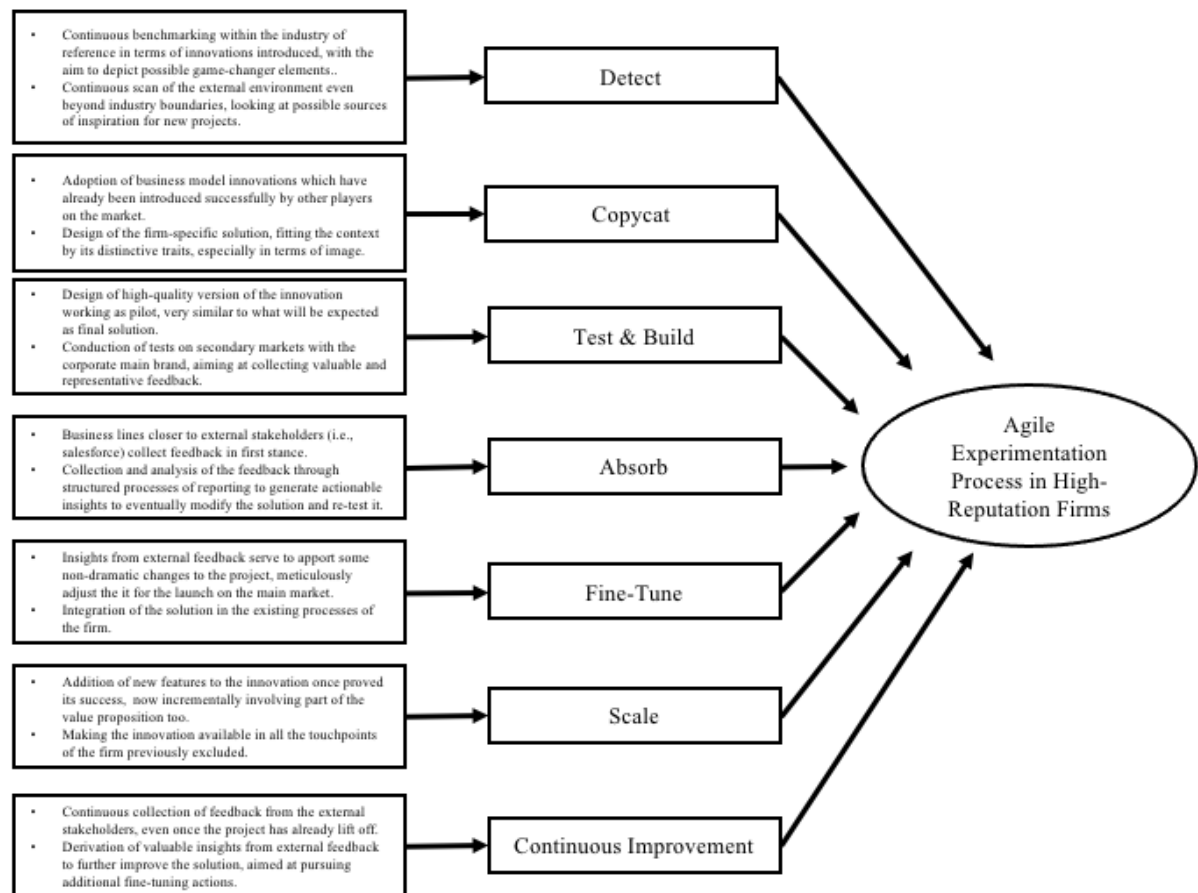 • Continuous benchmarking within the industry of
reference in terms of innovations introduced, with the
aim to depict possible game-changer elements..
• Continuous scan of the external environment even
beyond industry boundaries, looking at possible sources
of inspiration for new projects.
Detect
• Adoption of business model innovations which have
already been introduced successfully by other players
on the market.
• Design of the firm-specific solution, fitting the context
by its distinctive traits, especially in terms of image.
Copycat
• Design of high-quality version of the innovation
working as pilot, very similar to what will be expected
as final solution.
• Conduction of tests on secondary markets with the
corporate main brand, aiming at collecting valuable and
representative feedback.
Test & Build
• Business lines closer to external stakeholders (i.e.,
salesforce) collect feedback in first stance.
• Collection and analysis of the feedback through
structured processes of reporting to generate actionable
insights to eventually modify the solution and re-test it.
Absorb
• Insights from external feedback serve to apport some
non-dramatic changes to the project, meticulously
adjust the it for the launch on the main market.
• Integration of the solution in the existing processes of
the firm.
Fine-Tune
• Addition of new features to the innovation once proved
its success, now incrementally involving part of the
value proposition too.
• Making the innovation available in all the touchpoints
of the firm previously excluded.
Scale
• Continuous collection of feedback from the external
stakeholders, even once the project has already lift off.
• Derivation of valuable insights from external feedback
to further improve the solution, aimed at pursuing
additional fine-tuning actions.
Continuous Improvement
Agile
Experimentation
Process in High-
Reputation Firms